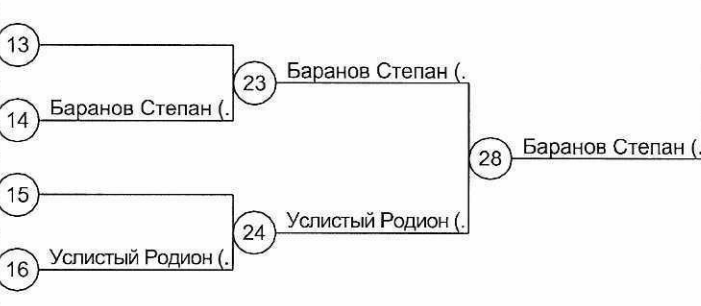 13
Баранов Степан (.
23
14
Баранов Степан (.
Баранов Степан (.
28
15
Услистый Родион (.
24
16
Услистый Родион (.